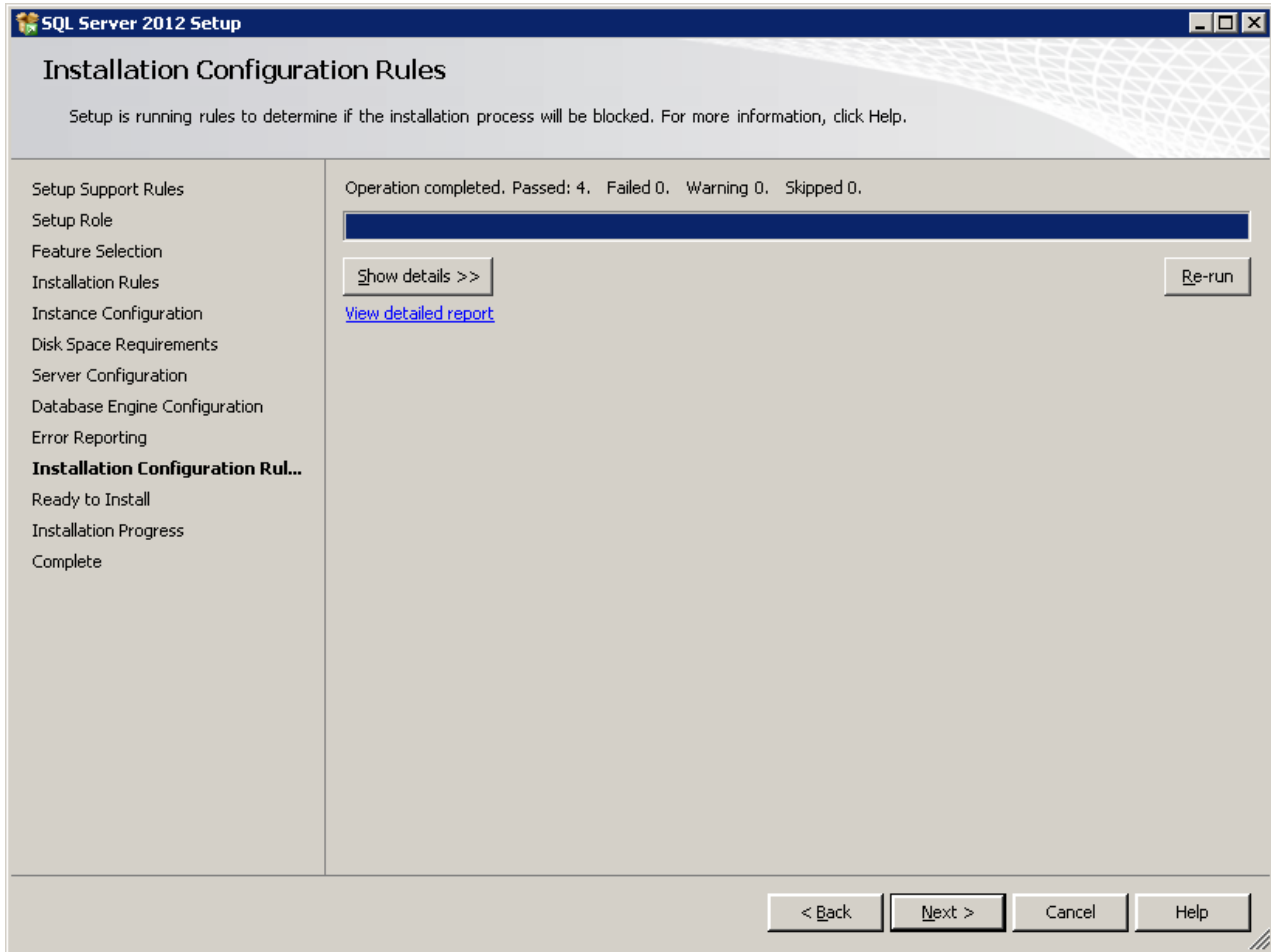 SQL Server 2012 Setup
Installation Configuration Rules
Setup is running rules to determine if the installation process will be blocked. For more information, click Help.
Setup Support Rules
Setup Role
Feature Selection
Installation Rules
Instance Configuration
Disk Space Requirements
Server Configuration
Database Engine Configuration
Error Reporting
Installation Configuration Rul...
Ready to Install
Installation Progress
Complete
Operation completed. Passed: 4.   Failed 0.   Warning 0.   Skipped 0.
Show details >>
Re-run
View detailed report
< Back
Next >
Cancel
Help